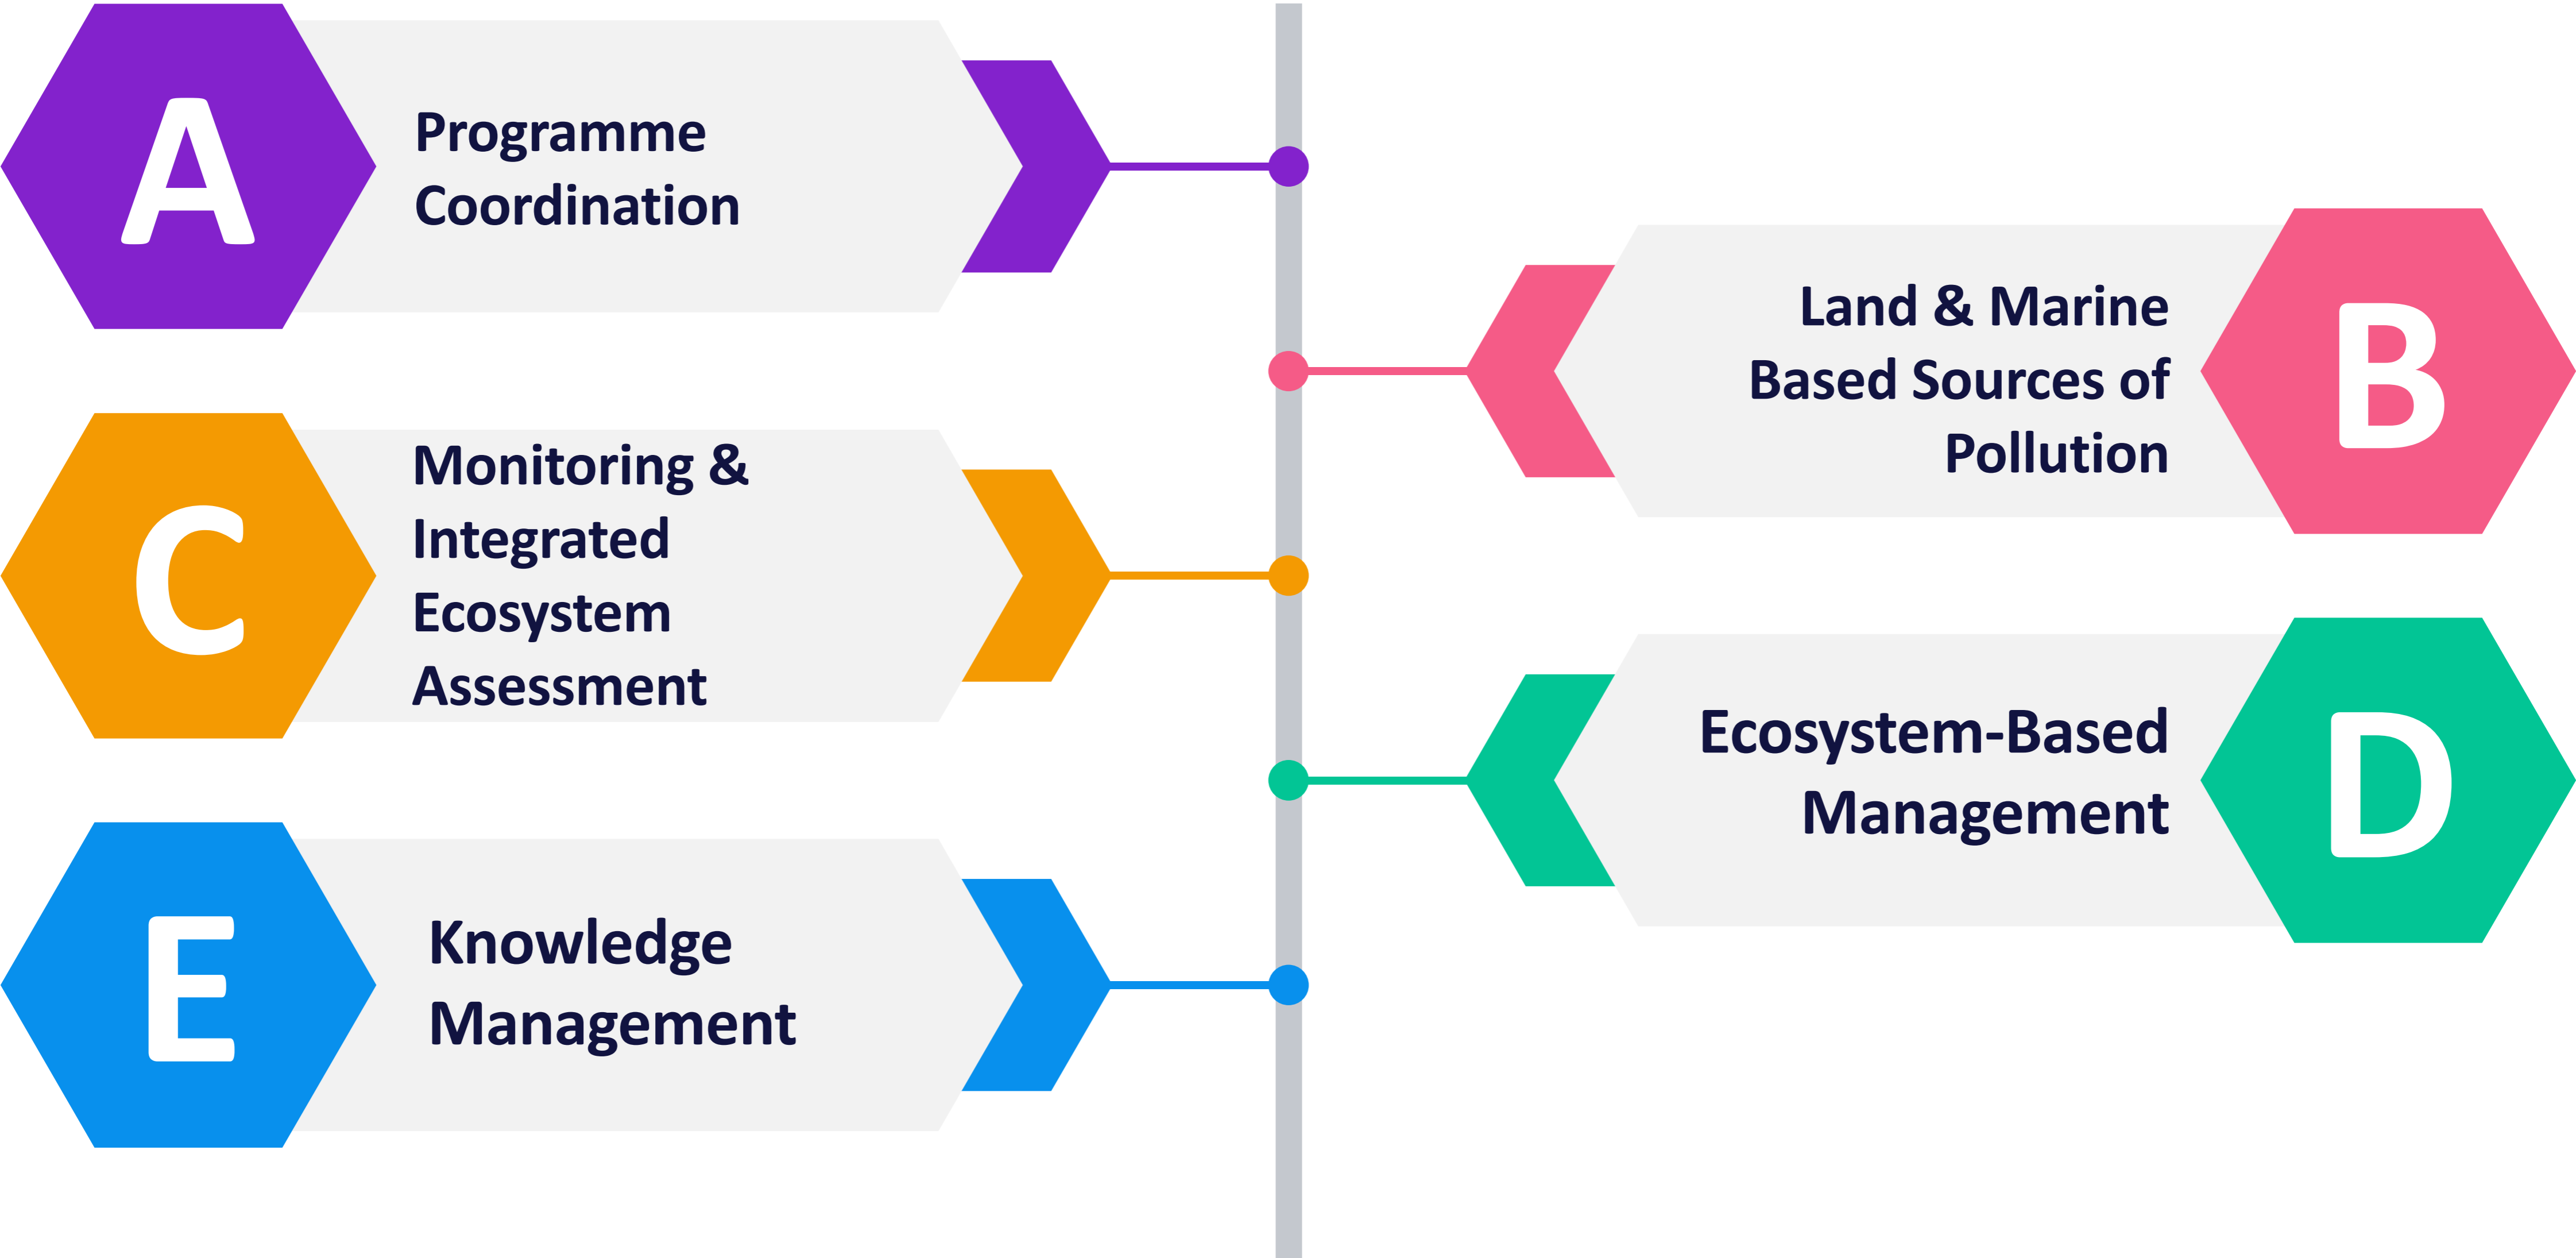 A
Programme
Coordination
B
Land & Marine
Based Sources of
Pollution
C
Monitoring &
Integrated
Ecosystem
Assessment
D
Ecosystem-Based
Management
E
Knowledge
Management